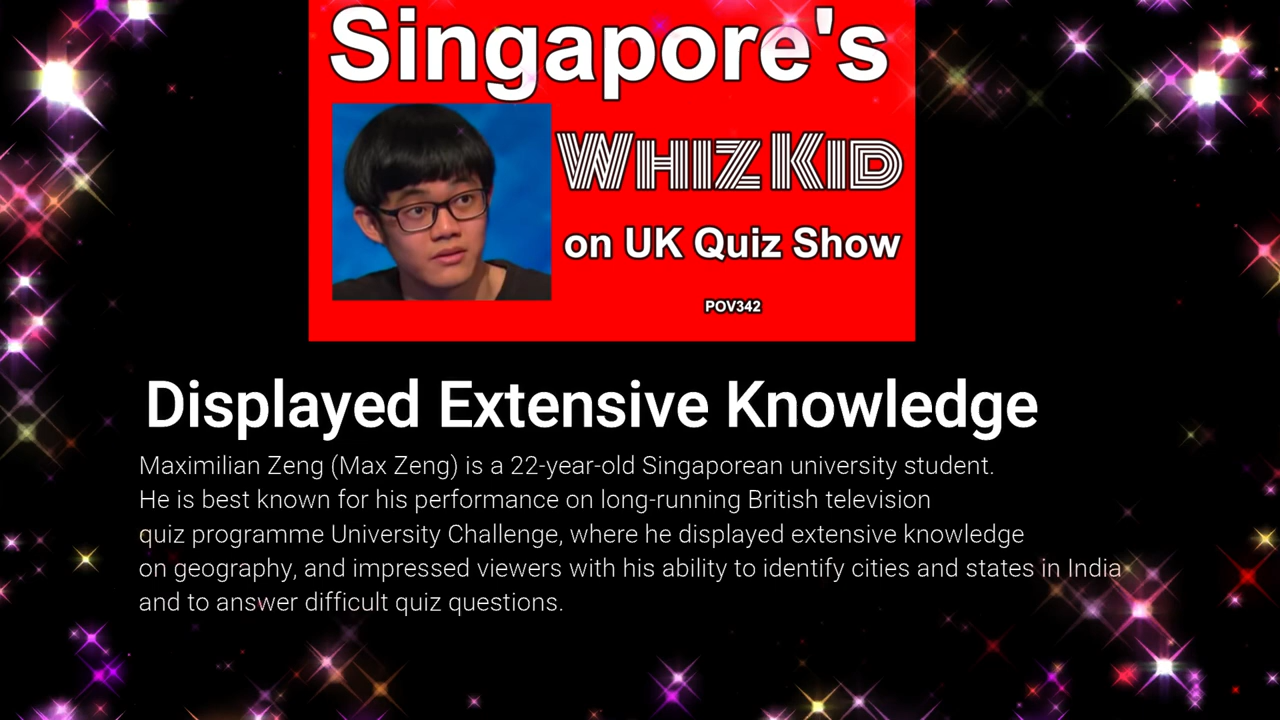 Singapore's
WHIZ KID
on UK Quiz Show
POV342
Displayed Extensive Knowledge
Maximilian Zeng (Max Zeng) is a 22-year-old Singaporean university student.
He is best known for his performance on long-running British television
quiz programme University Challenge, where he displayed extensive knowledge
on geography, and impressed viewers with his ability to identify cities and states in India
and to answer difficult quiz questions.